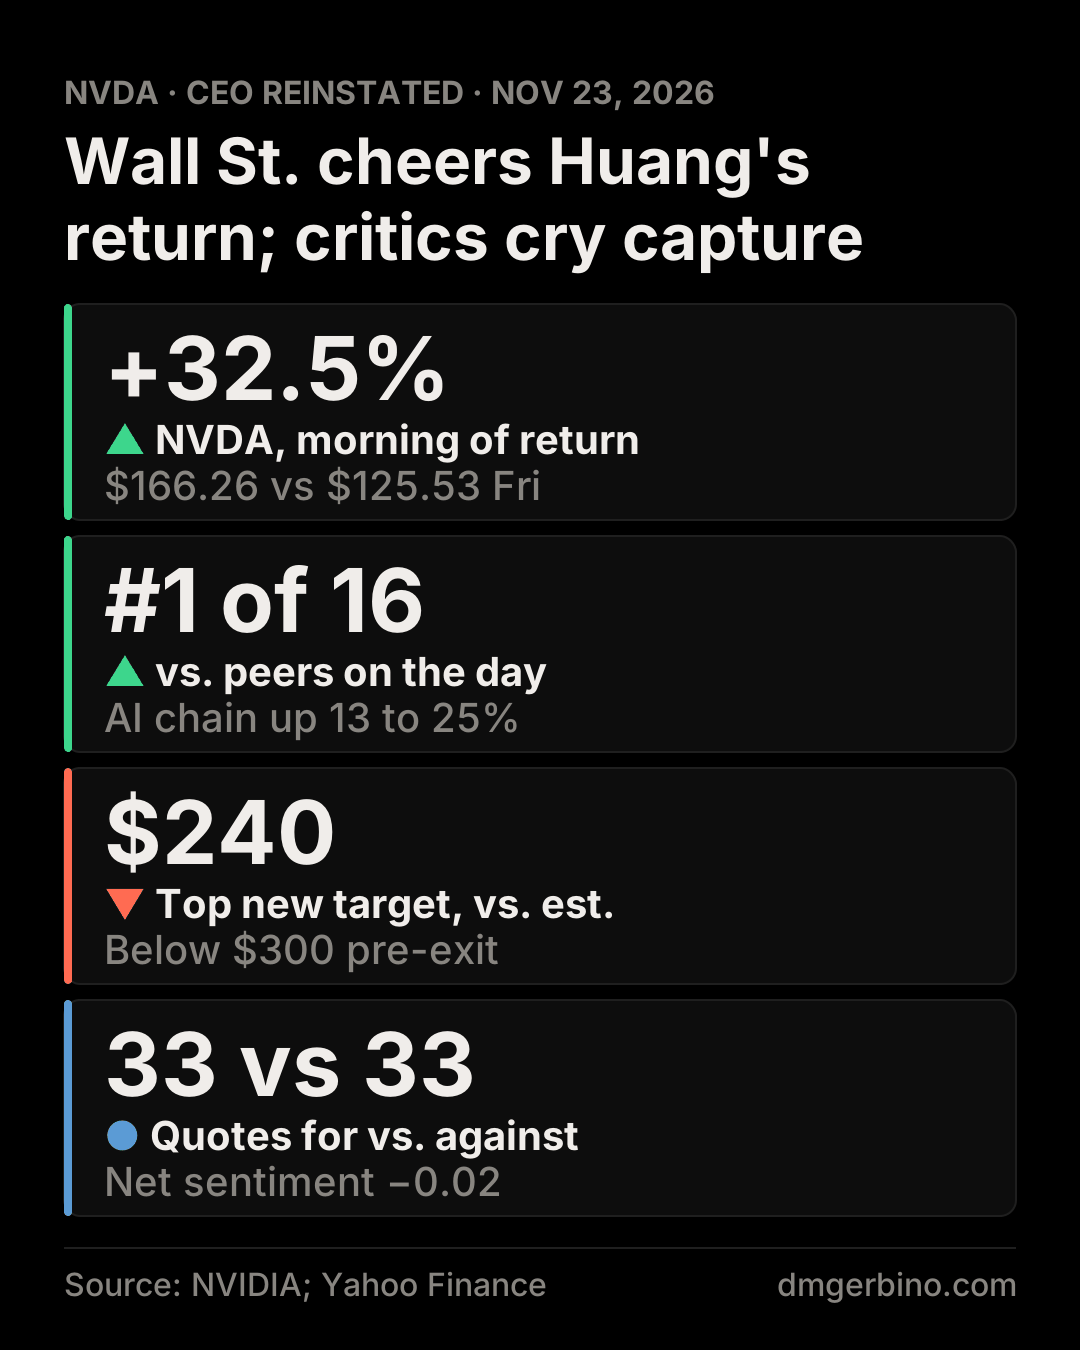 NVDA · CEO REINSTATED · NOV 23, 2026
Wall St. cheers Huang's
return; critics cry capture
+32.5%
▲ NVDA, morning of return
$166.26 vs $125.53 Fri
#1 of 16
▲ vs. peers on the day
AI chain up 13 to 25%
$240
▼ Top new target, vs. est.
Below $300 pre-exit
33 vs 33
● Quotes for vs. against
Net sentiment −0.02
Source: NVIDIA; Yahoo Finance
dmgerbino.com